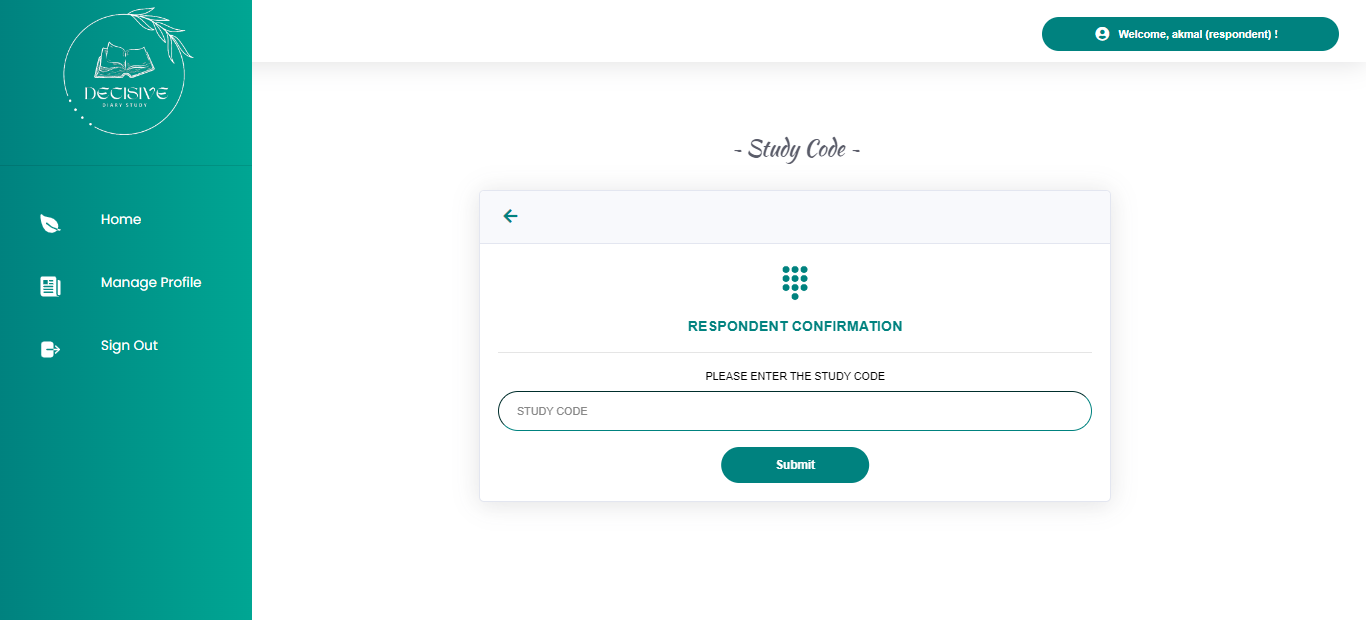 DECISIVE
DIARY STUDY
Home
Manage Profile
Sign Out
Welcome, akmal (respondent) !
- Study Code -
RESPONDENT CONFIRMATION
PLEASE ENTER THE STUDY CODE
STUDY CODE
Submit